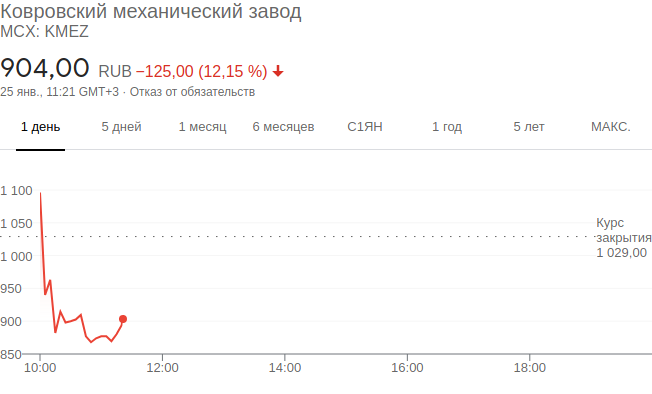 Ковровский механический завод
MCX: KMEZ
904,00 RUB −125,00 (12,15 %)
25 янв., 11:21 GMT+3 · Отказ от обязательств
1 день 5 дней 1 месяц 6 месяцев С1ЯН 1 год 5 лет МАКС.
1 100
1 050
1 000
950
900
850
Курс
закрытия
1 029,00
10:00 12:00 14:00 16:00 18:00